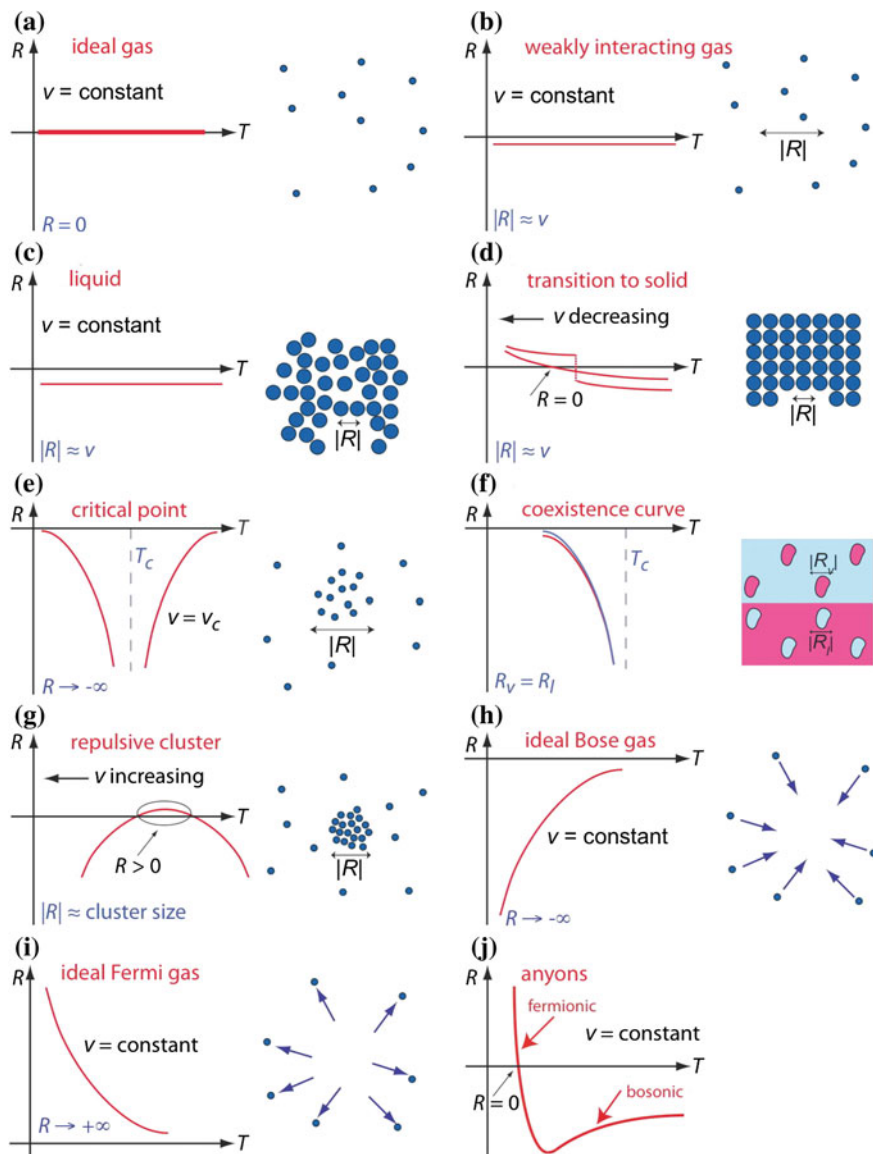 (a)
R
ideal gas
v = constant
T
R = 0
(b)
R
weakly interacting gas
v = constant
T
|R|
|R| ≈ v
(c)
R
liquid
v = constant
T
|R|
|R| ≈ v
(d)
R
transition to solid
v decreasing
T
R = 0
|R|
|R| ≈ v
(e)
R
critical point
T
T_c
v = v_c
|R|
R → -∞
(f)
R
coexistence curve
T
T_c
|R_v|
|R_l|
R_v = R_l
(g)
R
repulsive cluster
v increasing
T
R > 0
|R|
|R| ≈ cluster size
(h)
R
ideal Bose gas
T
v = constant
R → -∞
(i)
R
ideal Fermi gas
v = constant
R → +∞
T
(j)
R
anyons
fermionic
v = constant
T
R = 0
bosonic